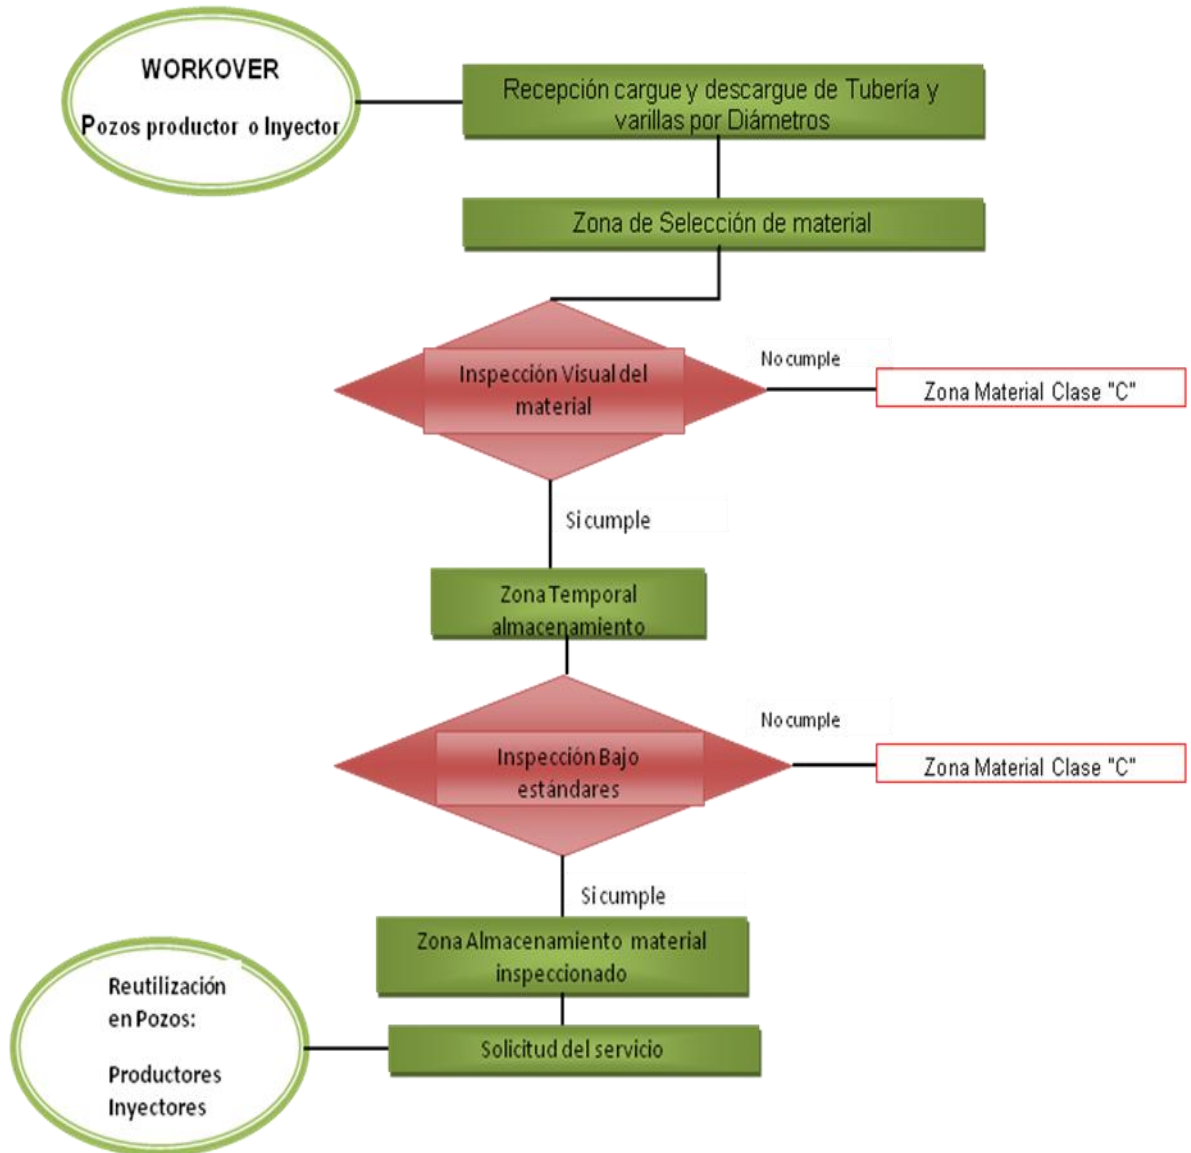 WORKOVER
Pozos productor o Inyector
Recepción cargue y descargue de Tubería y
varillas por Diámetros
Zona de Selección de material
Inspección Visual del
material
No cumple
Zona Material Clase "C"
Si cumple
Zona Temporal
almacenamiento
Inspección Bajo
estándares
No cumple
Zona Material Clase "C"
Si cumple
Zona Almacenamiento material
inspeccionado
Solicitud del servicio
Reutilización
en Pozos:
Productores
Inyectores